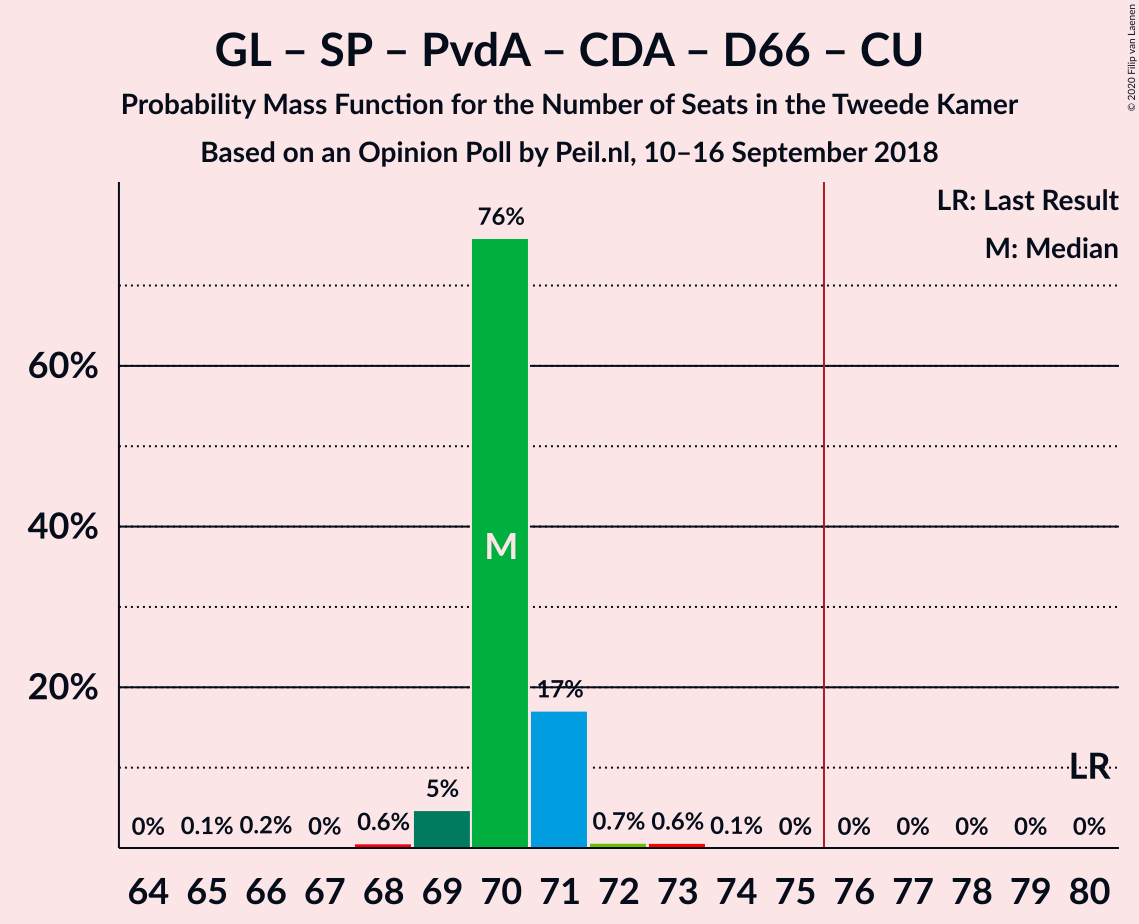 GL – SP – PvdA – CDA – D66 – CU
Probability Mass Function for the Number of Seats in the Tweede Kamer
Based on an Opinion Poll by Peil.nl, 10–16 September 2018
© 2020 Filip van Laenen
LR: Last Result
M: Median
60%
40%
20%
0% 0.1% 0.2% 0% 0.6% 5% 76% 17% 0.7% 0.6% 0.1% 0% 0% 0% 0% 0% 0%
M
LR
64 65 66 67 68 69 70 71 72 73 74 75 76 77 78 79 80